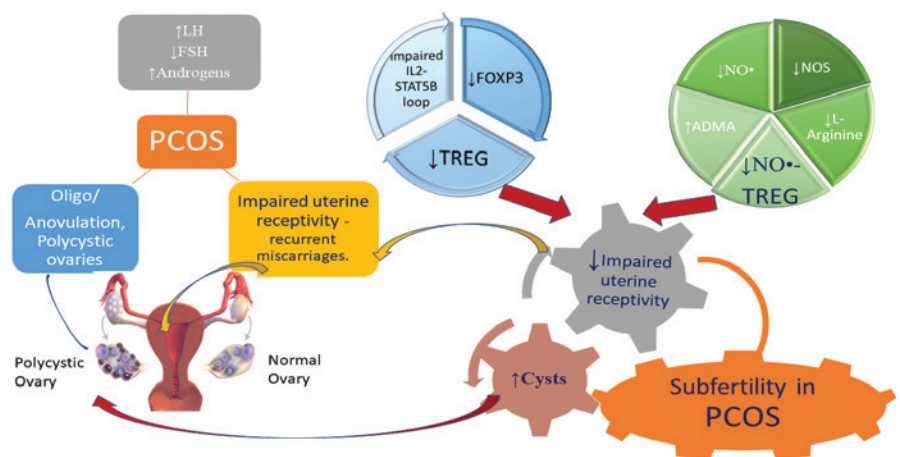 ↑LH
↓FSH
↑Androgens
PCOS
Oligo/
Anovulation,
Polycystic
ovaries
Impaired uterine
receptivity -
recurrent
miscarriages.
Polycystic
Ovary
Normal
Ovary
Impaired
IL2-
STAT5B
loop
↓FOXP3
↓TREG
↓NO•
↓NOS
↑ADMA
↓L-
Arginine
↓NO•-
TREG
↓Impaired
uterine
receptivity
↑Cysts
Subfertility in
PCOS